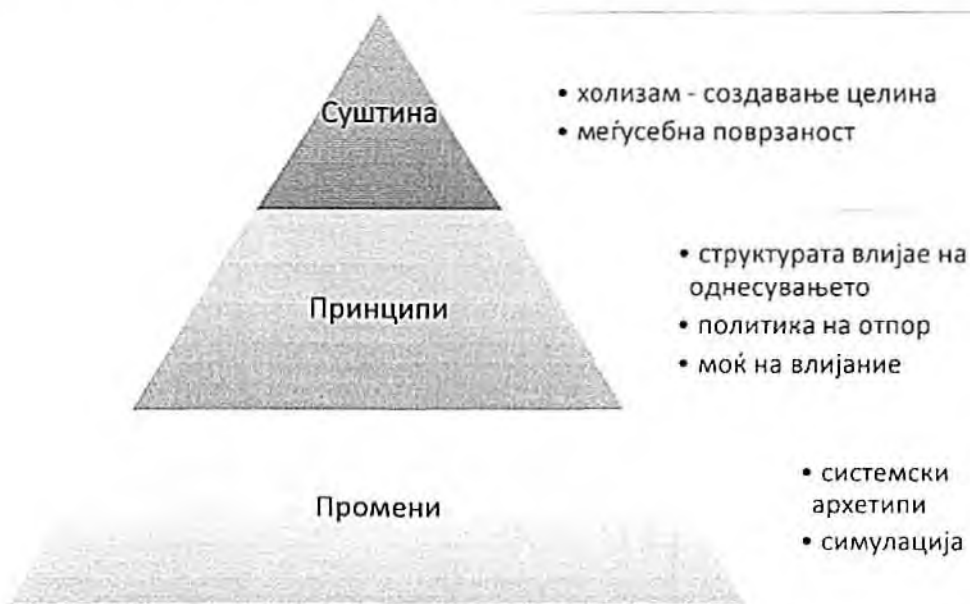 Суштина
• холизам - создавање целина
• меѓусебна поврзаност
Принципи
• структурата влијае на
однесувањето
• политика на отпор
• моќ на влијание
Промени
• системски
архетипи
• симулација